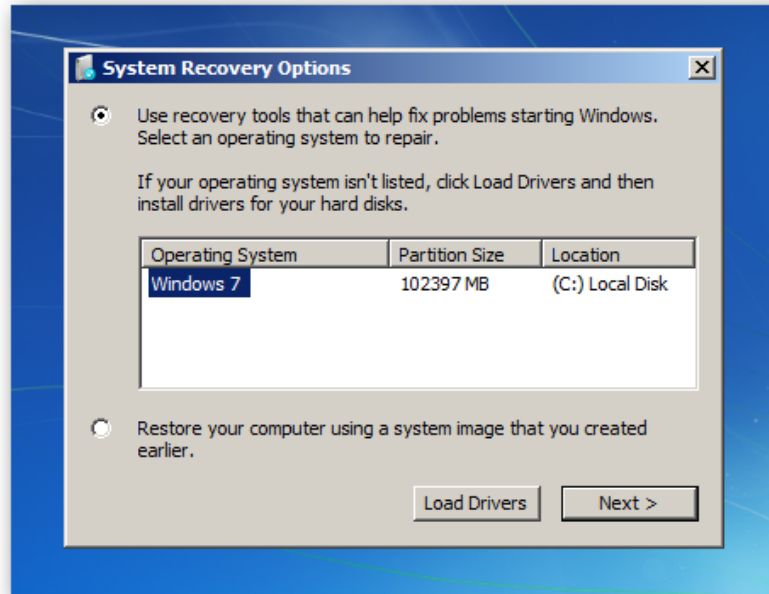 System Recovery Options
Use recovery tools that can help fix problems starting Windows.
Select an operating system to repair.
If your operating system isn't listed, click Load Drivers and then
install drivers for your hard disks.
Operating System Partition Size Location
Windows 7 102397 MB (C:) Local Disk
Restore your computer using a system image that you created
earlier.
Load Drivers Next >